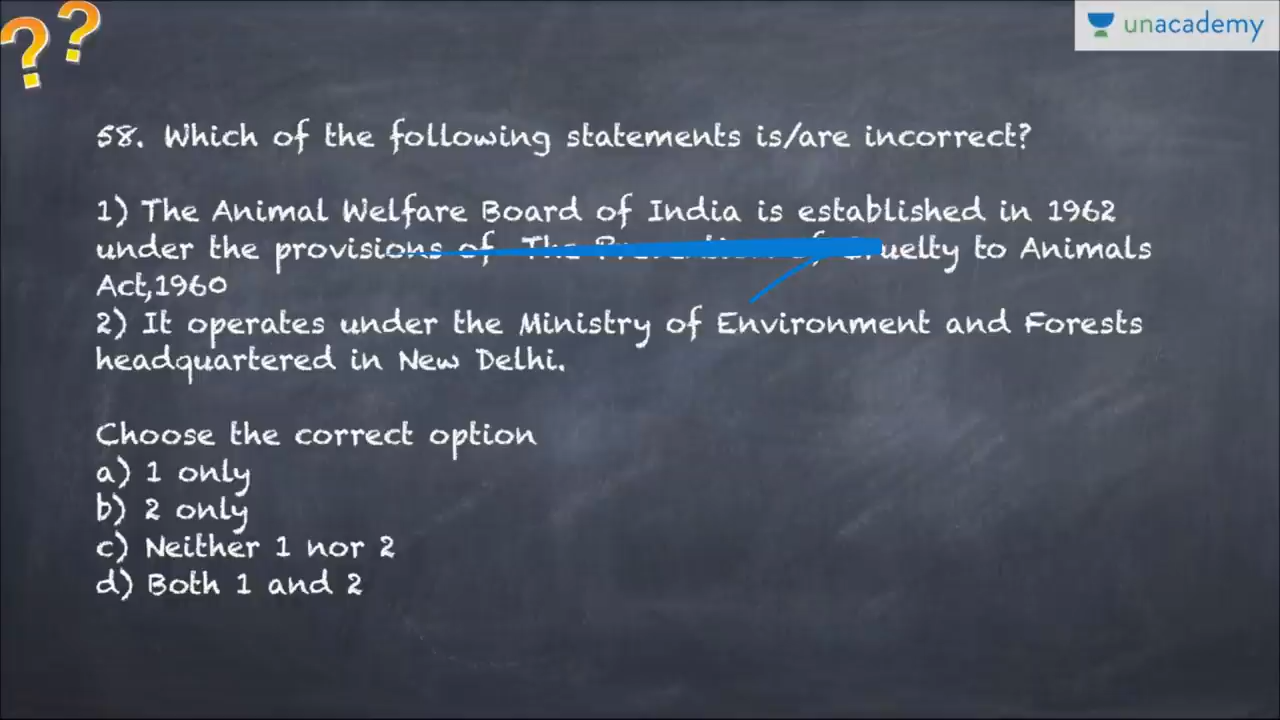 ??
unacademy
58. Which of the following statements is/are incorrect?
1) The Animal Welfare Board of India is established in 1962
under the provisions of The Prevention of Cruelty to Animals
Act,1960
2) It operates under the Ministry of Environment and Forests
headquartered in New Delhi.
Choose the correct option
a) 1 only
b) 2 only
c) Neither 1 nor 2
d) Both 1 and 2